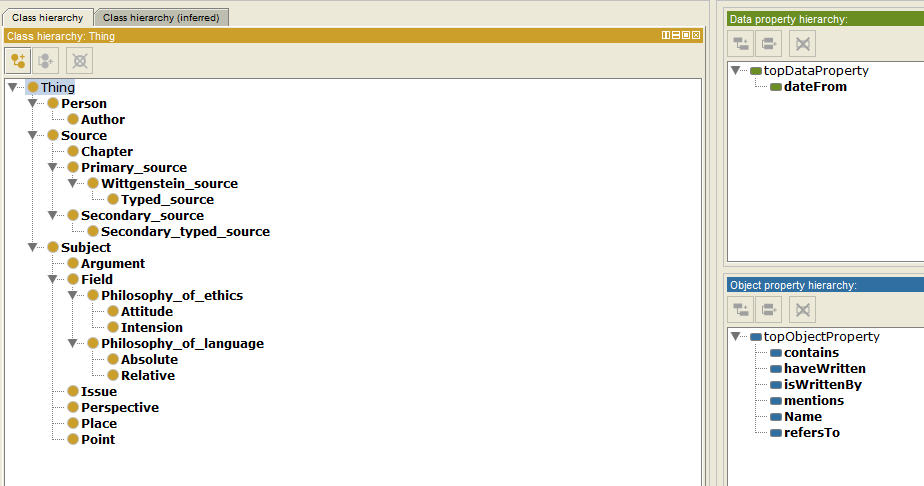 Class hierarchy
Class hierarchy (inferred)
Class hierarchy: Thing
Thing
Person
Author
Source
Chapter
Primary_source
Wittgenstein_source
Typed_source
Secondary_source
Secondary_typed_source
Subject
Argument
Field
Philosophy_of_ethics
Attitude
Intension
Philosophy_of_language
Absolute
Relative
Issue
Perspective
Place
Point
Data property hierarchy:
topDataProperty
dateFrom
Object property hierarchy:
topObjectProperty
contains
haveWritten
isWrittenBy
mentions
Name
refersTo